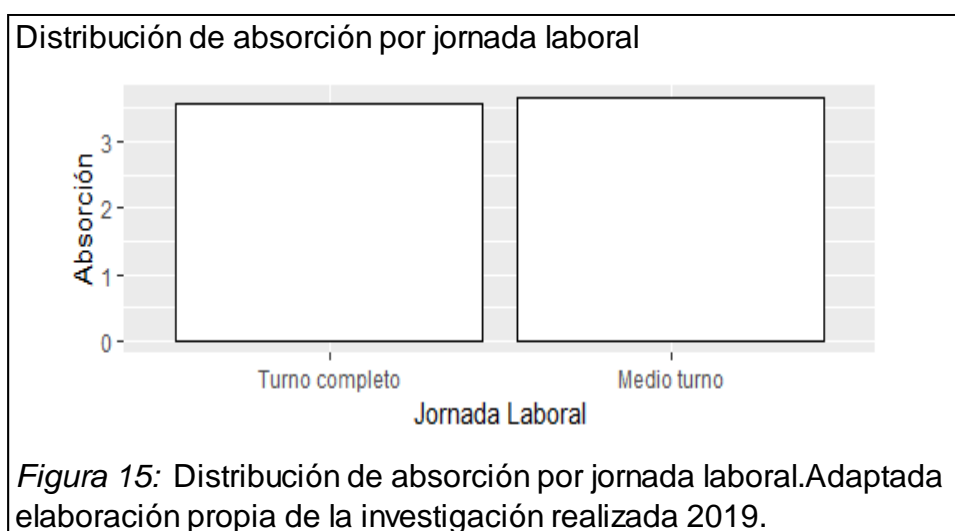 Distribución de absorción por jornada laboral
Absorción
3
2
1
0
Turno completo
Medio turno
Jornada Laboral
Figura 15: Distribución de absorción por jornada laboral.Adaptada
elaboración propia de la investigación realizada 2019.